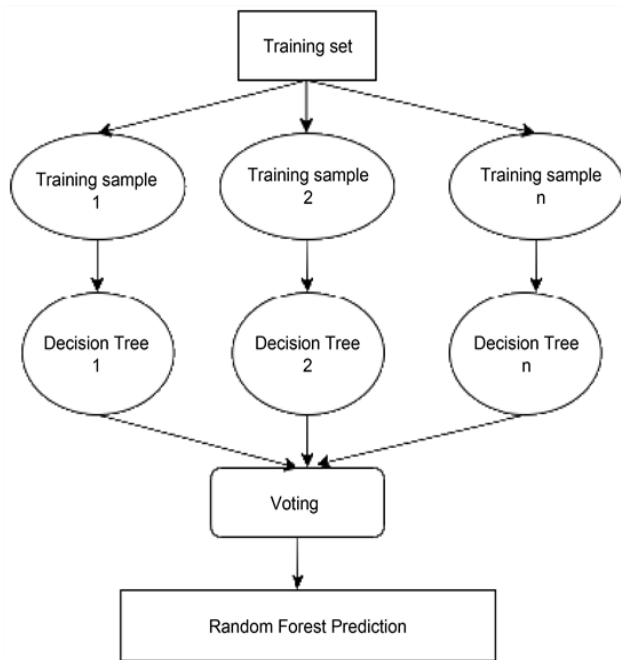 Training set
Training sample
1
Training sample
2
Training sample
n
Decision Tree
1
Decision Tree
2
Decision Tree
n
Voting
Random Forest Prediction